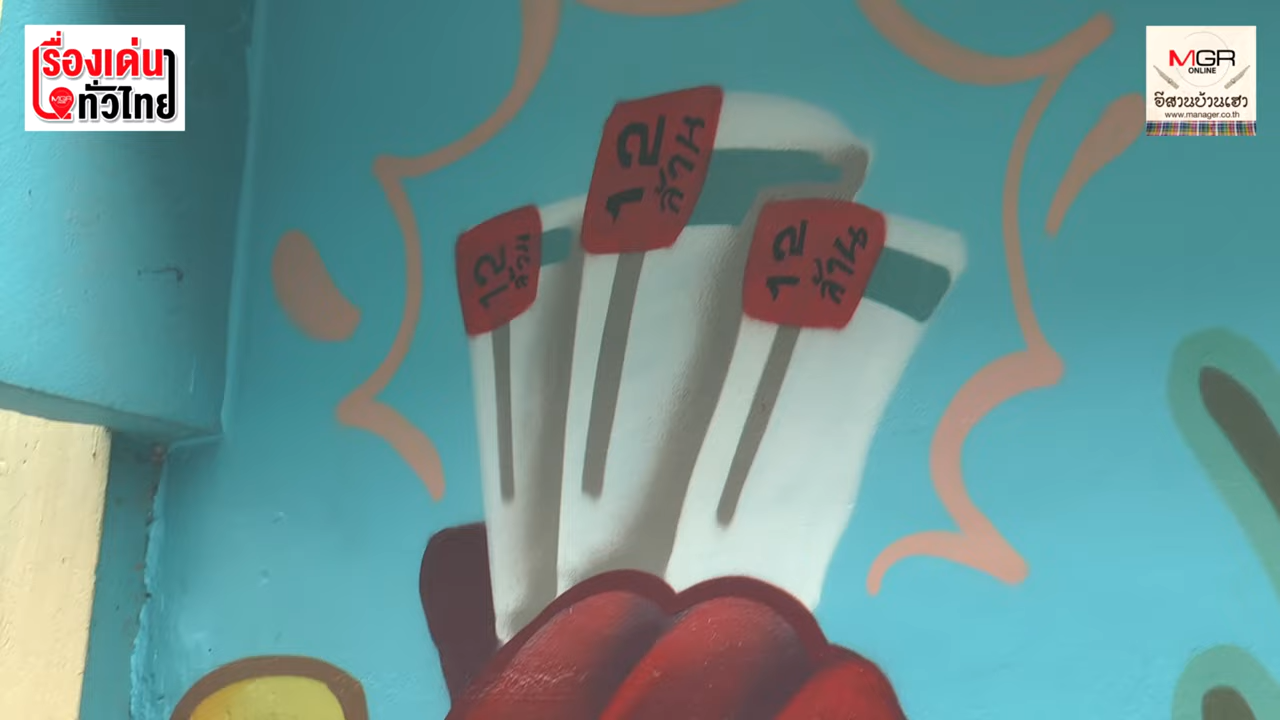 เรื่องเด่น
MGR
ทั่วไทย
MGR
ONLINE
อีสานบ้านเฮา
www.manager.co.th
12
ล้าน
12
ล้าน
12
ล้าน